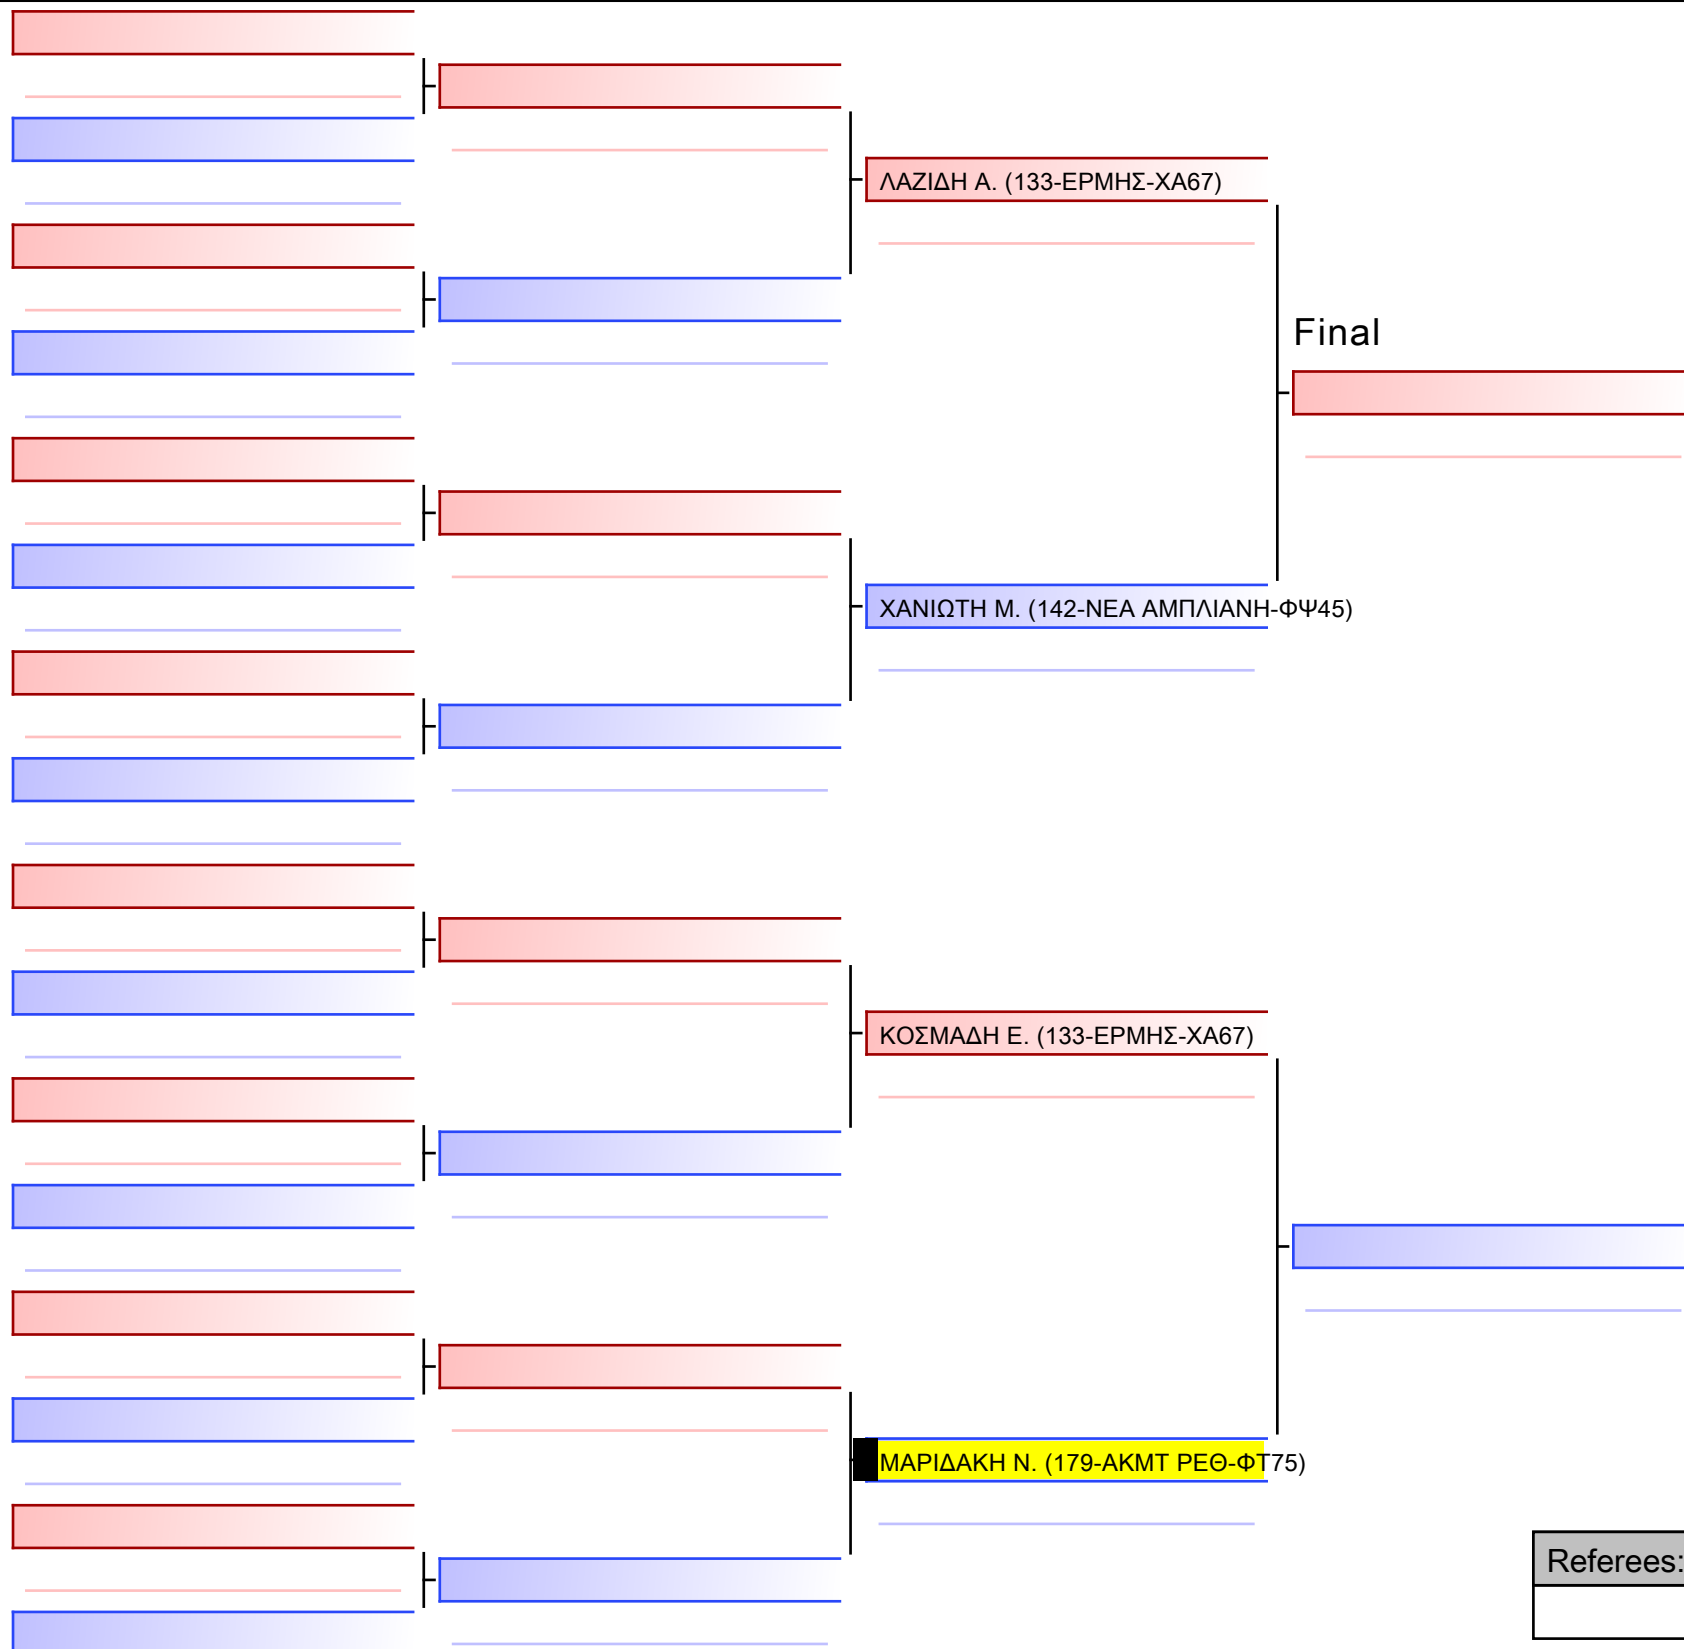 ΛΑΖΙΔΗ Α. (133-ΕΡΜΗΣ-ΧΑ67)
Final
ΧΑΝΙΩΤΗ Μ. (142-ΝΕΑ ΑΜΠΛΙΑΝΗ-ΦΨ45)
ΚΟΣΜΑΔΗ Ε. (133-ΕΡΜΗΣ-ΧΑ67)
ΜΑΡΙΔΑΚΗ Ν. (179-ΑΚΜΤ ΡΕΘ-ΦΤ75)
Referees: